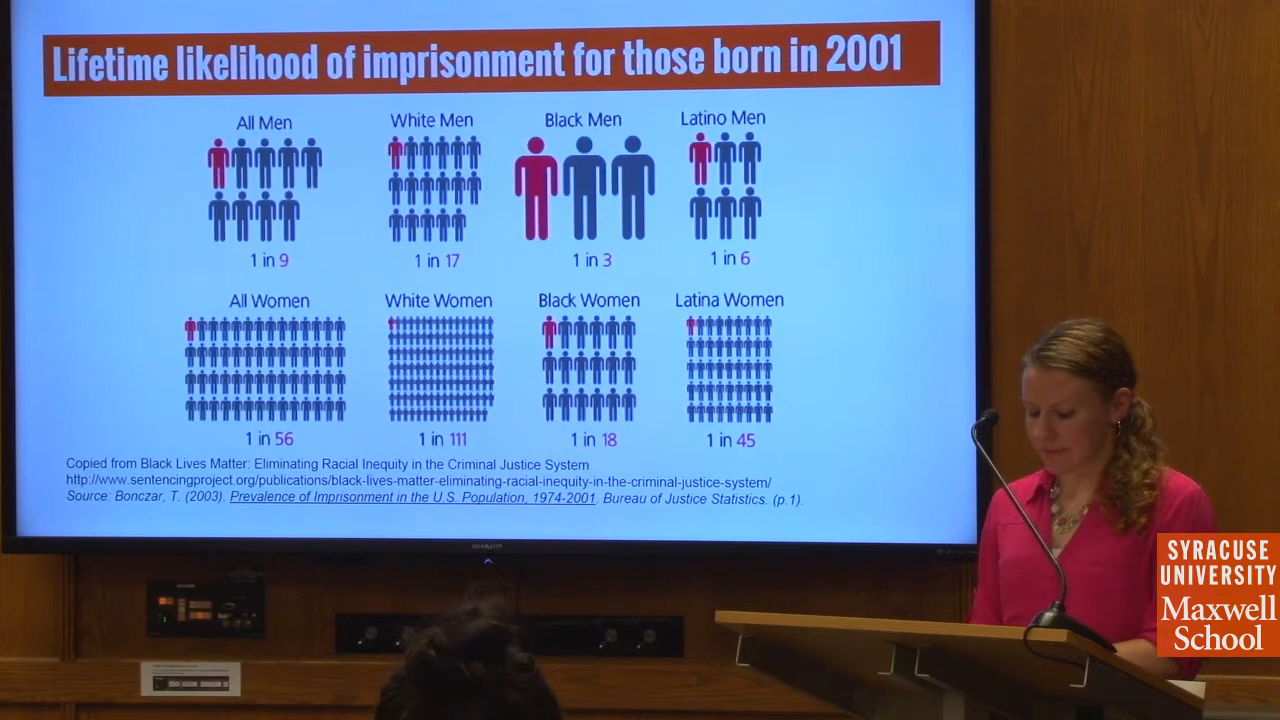 Lifetime likelihood of imprisonment for those born in 2001
All Men
White Men
Black Men
Latino Men
1 in 9
1 in 17
1 in 3
1 in 6
All Women
White Women
Black Women
Latina Women
1 in 56
1 in 111
1 in 18
1 in 45
Copied from Black Lives Matter: Eliminating Racial Inequity in the Criminal Justice System
http://www.sentencingproject.org/publications/black-lives-matter-eliminating-racial-inequity-in-the-criminal-justice-system/
Source: Bonczar, T. (2003). Prevalence of Imprisonment in the U.S. Population, 1974-2001. Bureau of Justice Statistics. (p.1).
SHARP
SYRACUSE
UNIVERSITY
Maxwell
School